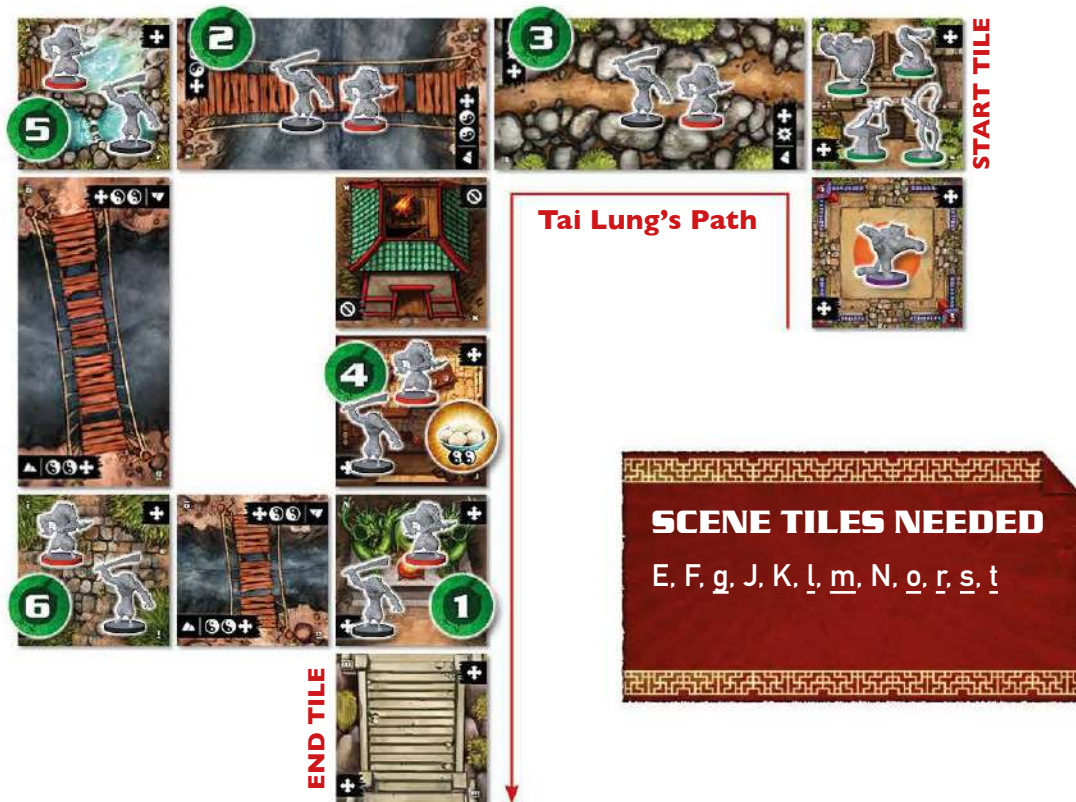 2
3
5
START TILE
Tai Lung's Path
4
SCENE TILES NEEDED
E, F, g, J, K, l, m, N, o, r, s, t
6
1
END TILE